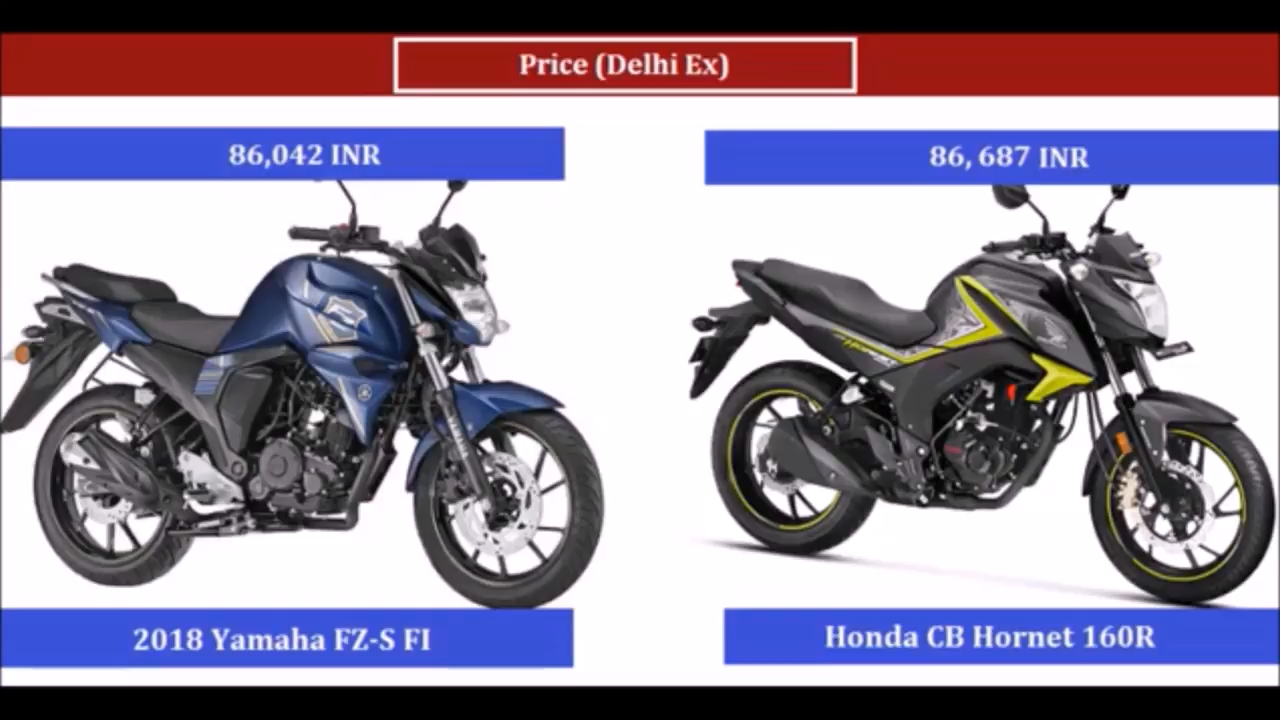 Price (Delhi Ex)
86,042 INR
86, 687 INR
2018 Yamaha FZ-S FI
Honda CB Hornet 160R